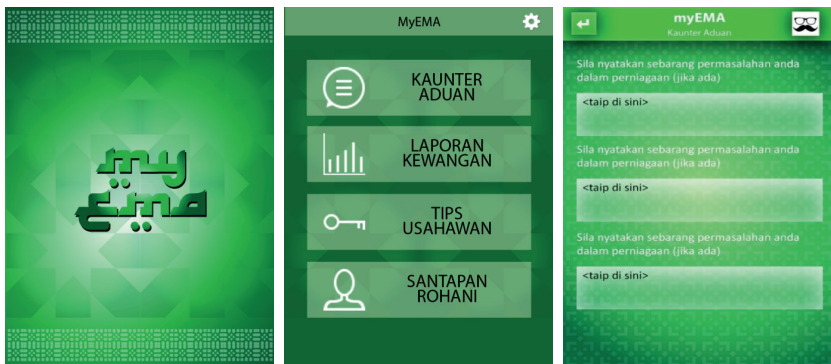 my
Ema
MyEMA
KAUNTER
ADUAN
LAPORAN
KEWANGAN
TIPS
USAHAWAN
SANTAPAN
ROHANI
myEMA
Kaunter Aduan
Sila nyatakan sebarang permasalahan anda
dalam perniagaan (jika ada)
<taip di sini>
Sila nyatakan sebarang permasalahan anda
dalam perniagaan (jika ada)
<taip di sini>
Sila nyatakan sebarang permasalahan anda
dalam perniagaan (jika ada)
<taip di sini>